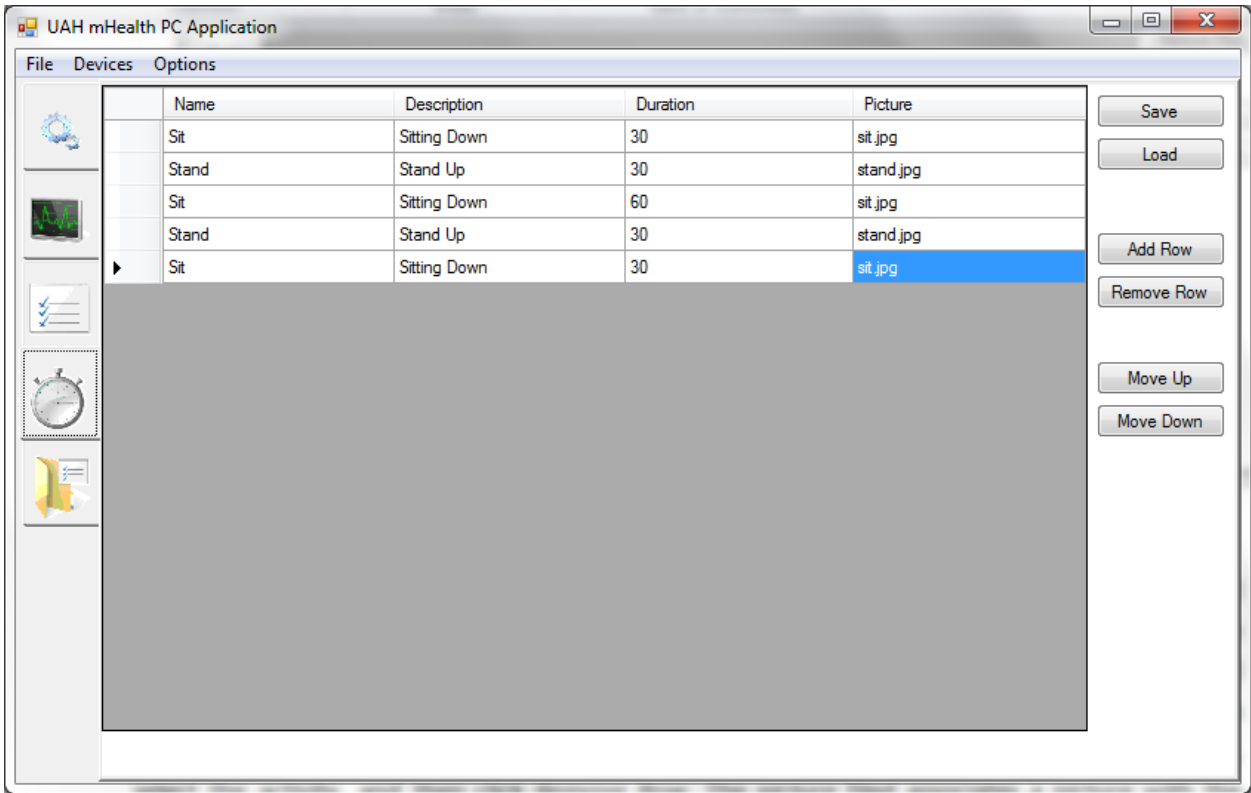 UAH mHealth PC Application
File Devices Options
Name Description Duration Picture
Sit Sitting Down 30 sit.jpg
Stand Stand Up 30 stand.jpg
Sit Sitting Down 60 sit.jpg
Stand Stand Up 30 stand.jpg
Sit Sitting Down 30 sit.jpg
Save
Load
Add Row
Remove Row
Move Up
Move Down